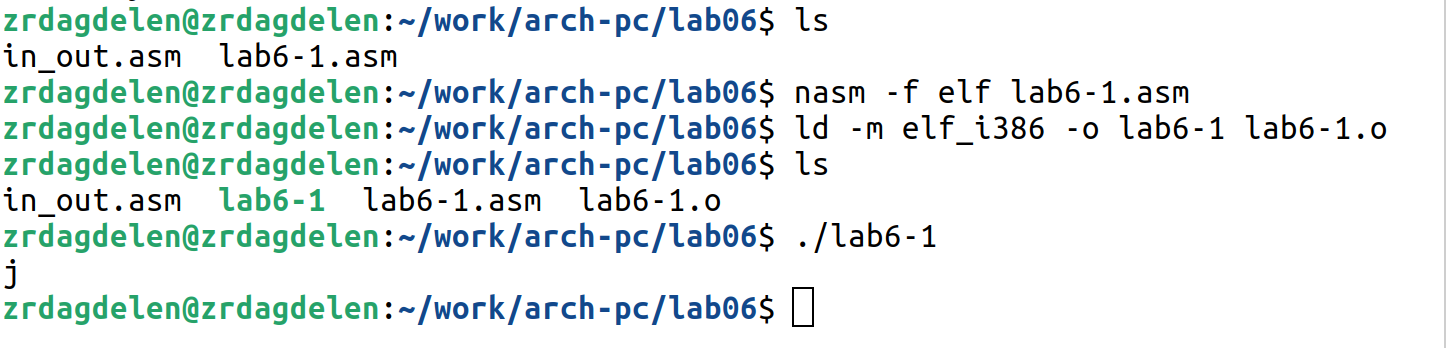 zrdagdelen@zrdagdelen:~/work/arch-pc/lab06$ ls
in_out.asm  lab6-1.asm
zrdagdelen@zrdagdelen:~/work/arch-pc/lab06$ nasm -f elf lab6-1.asm
zrdagdelen@zrdagdelen:~/work/arch-pc/lab06$ ld -m elf_i386 -o lab6-1 lab6-1.o
zrdagdelen@zrdagdelen:~/work/arch-pc/lab06$ ls
in_out.asm  lab6-1  lab6-1.asm  lab6-1.o
zrdagdelen@zrdagdelen:~/work/arch-pc/lab06$ ./lab6-1
j
zrdagdelen@zrdagdelen:~/work/arch-pc/lab06$